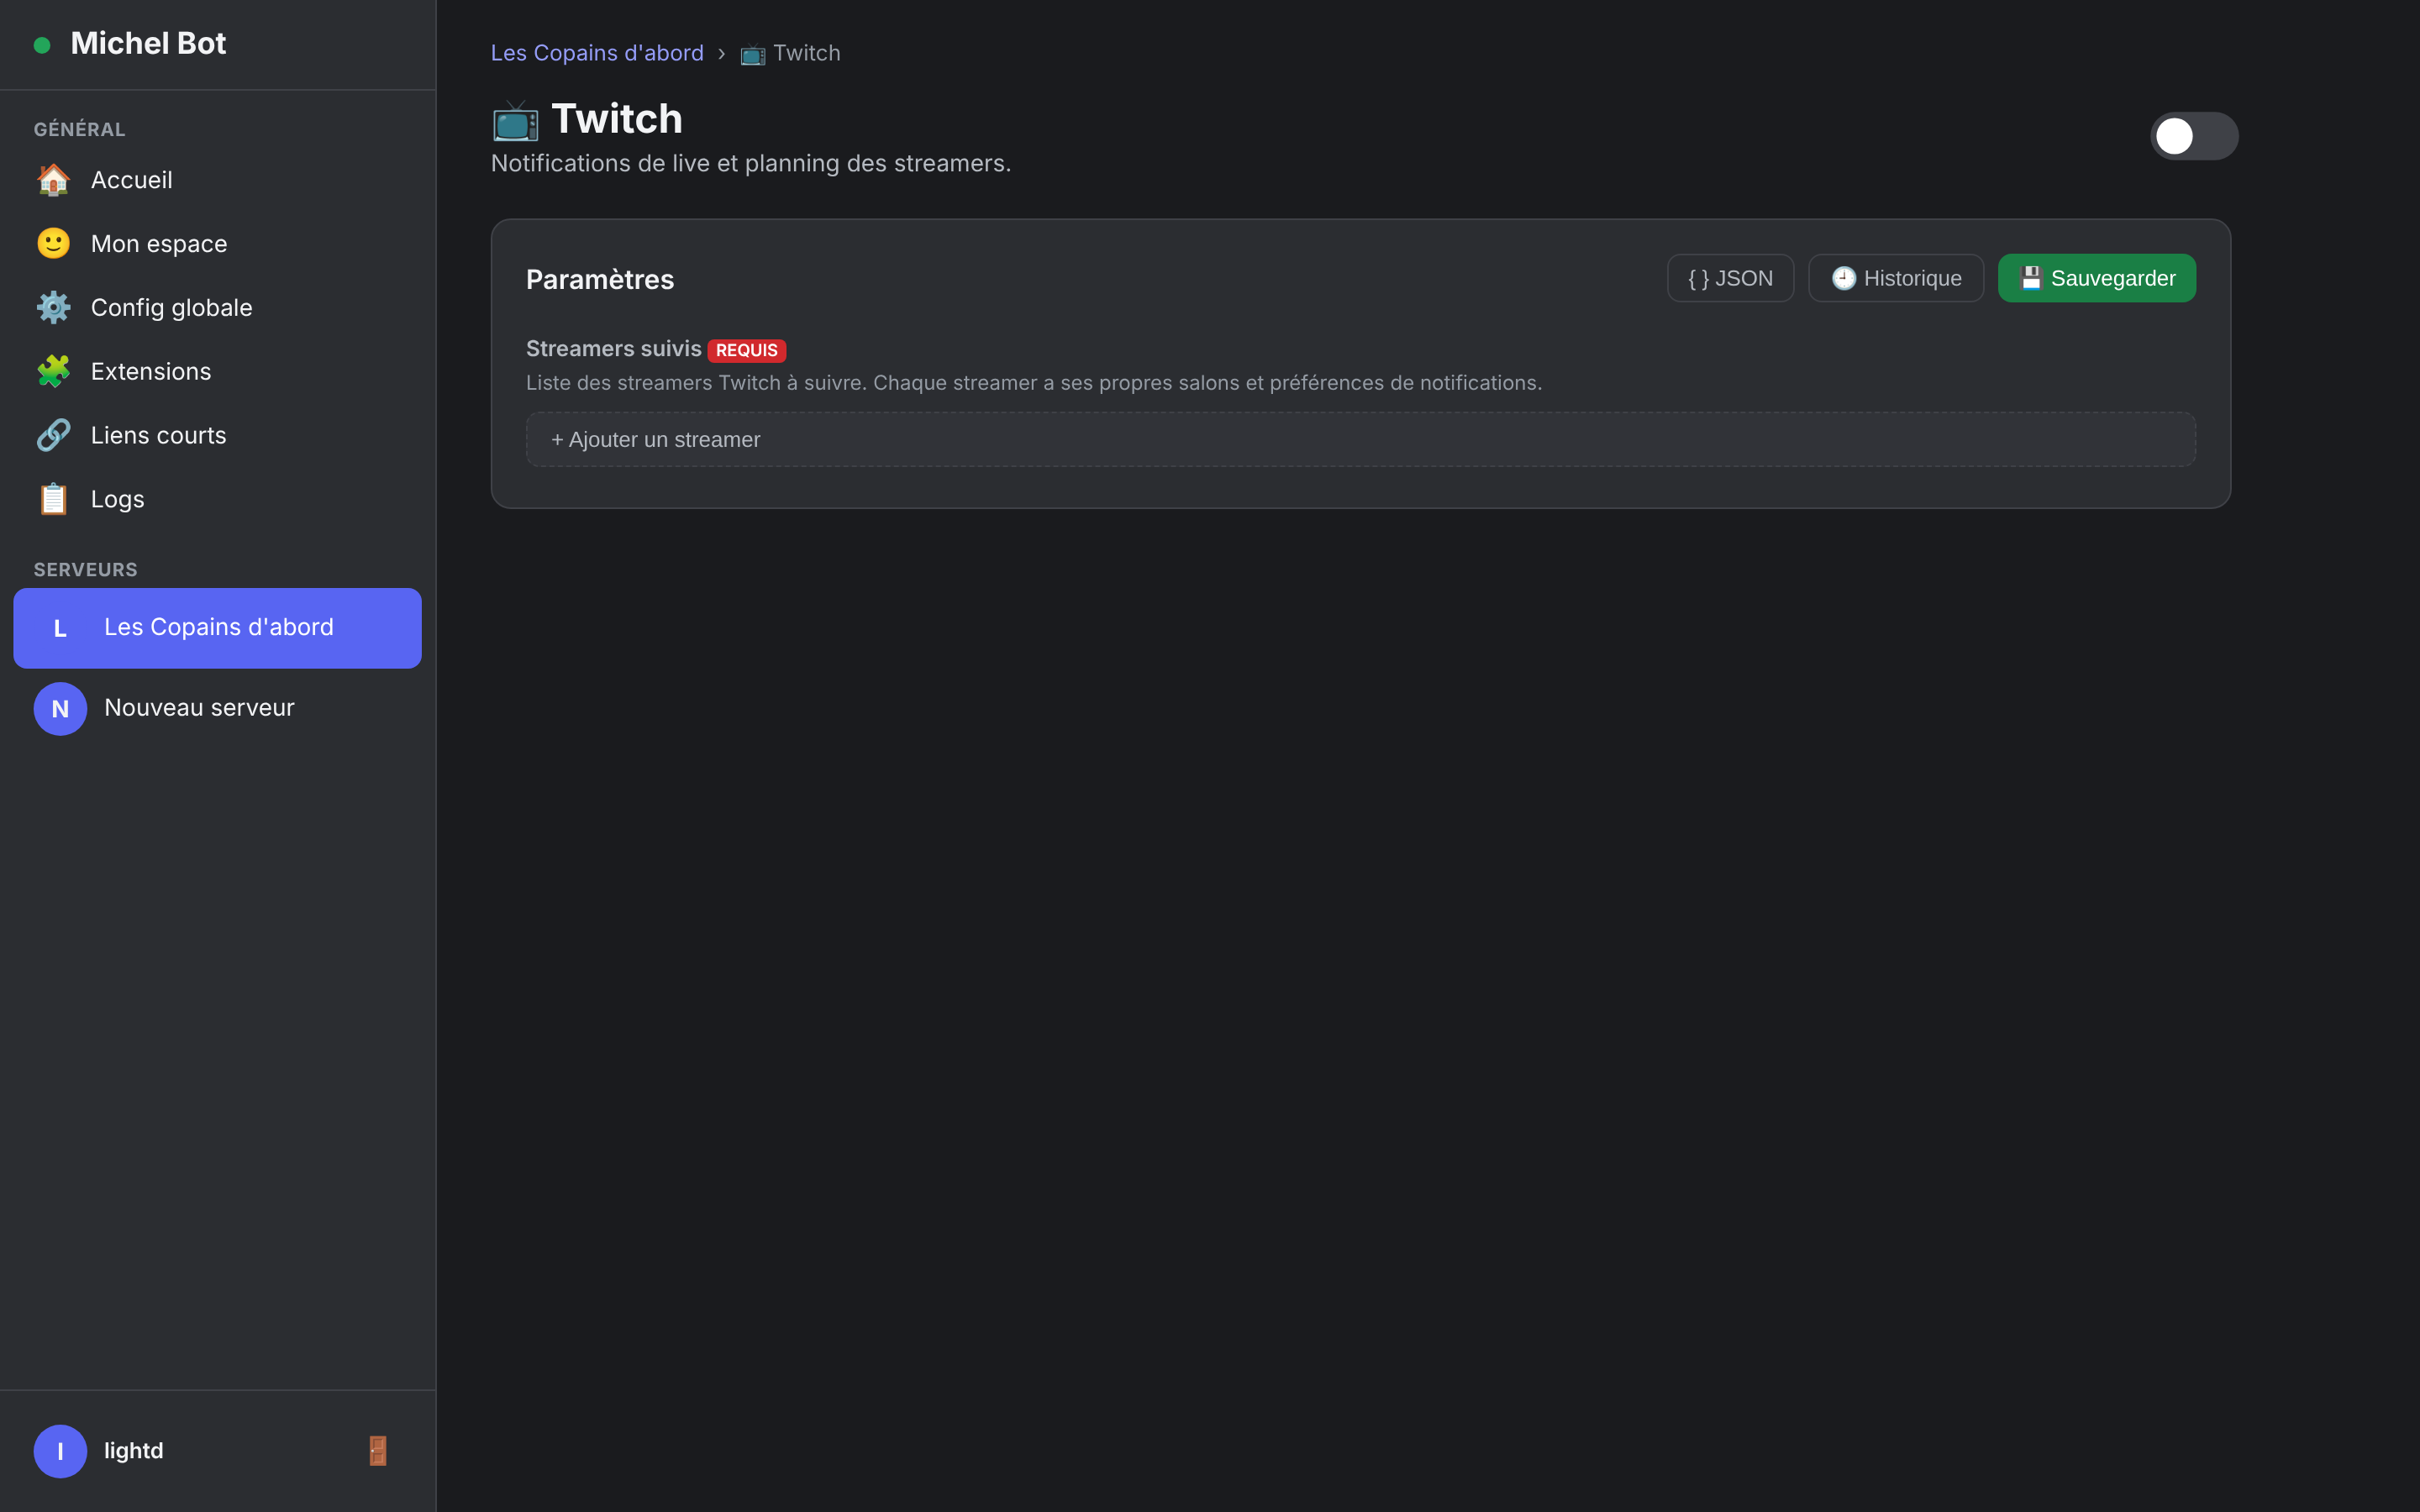 Michel Bot
GÉNÉRAL
Accueil
Mon espace
Config globale
Extensions
Liens courts
Logs
SERVEURS
L Les Copains d'abord
N Nouveau serveur
l lightd
Les Copains d'abord › Twitch
Twitch
Notifications de live et planning des streamers.
Paramètres
{ } JSON
Historique
Sauvegarder
Streamers suivis REQUIS
Liste des streamers Twitch à suivre. Chaque streamer a ses propres salons et préférences de notifications.
+ Ajouter un streamer